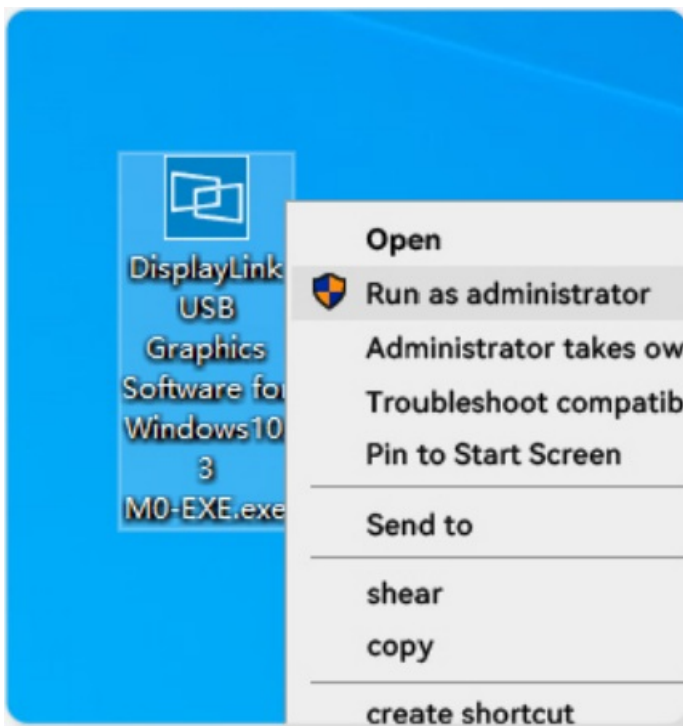 DisplayLink
USB
Graphics
Software for
Windows10
3
M0-EXE.exe
Open
Run as administrator
Administrator takes ow
Troubleshoot compatib
Pin to Start Screen
Send to
shear
copy
create shortcut